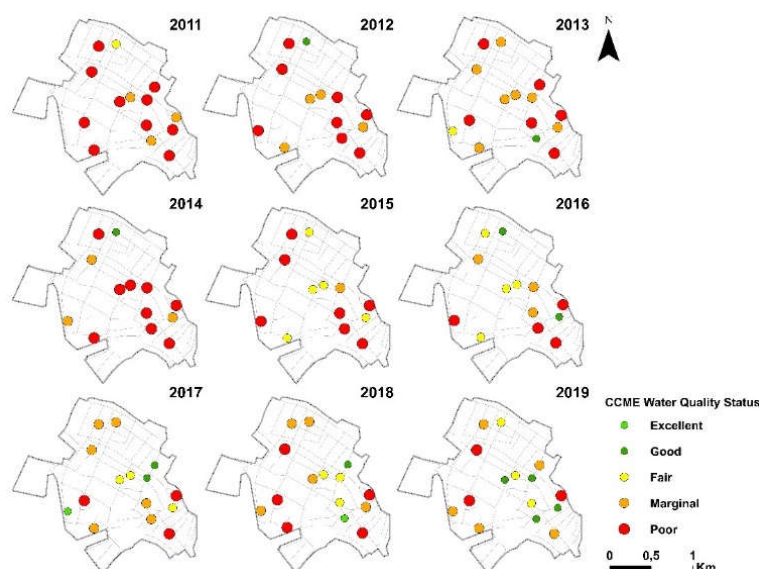 2011
2012
2013
N
2014
2015
2016
2017
2018
2019
CCME Water Quality Status
Excellent
Good
Fair
Marginal
Poor
0 0,5 1
Km